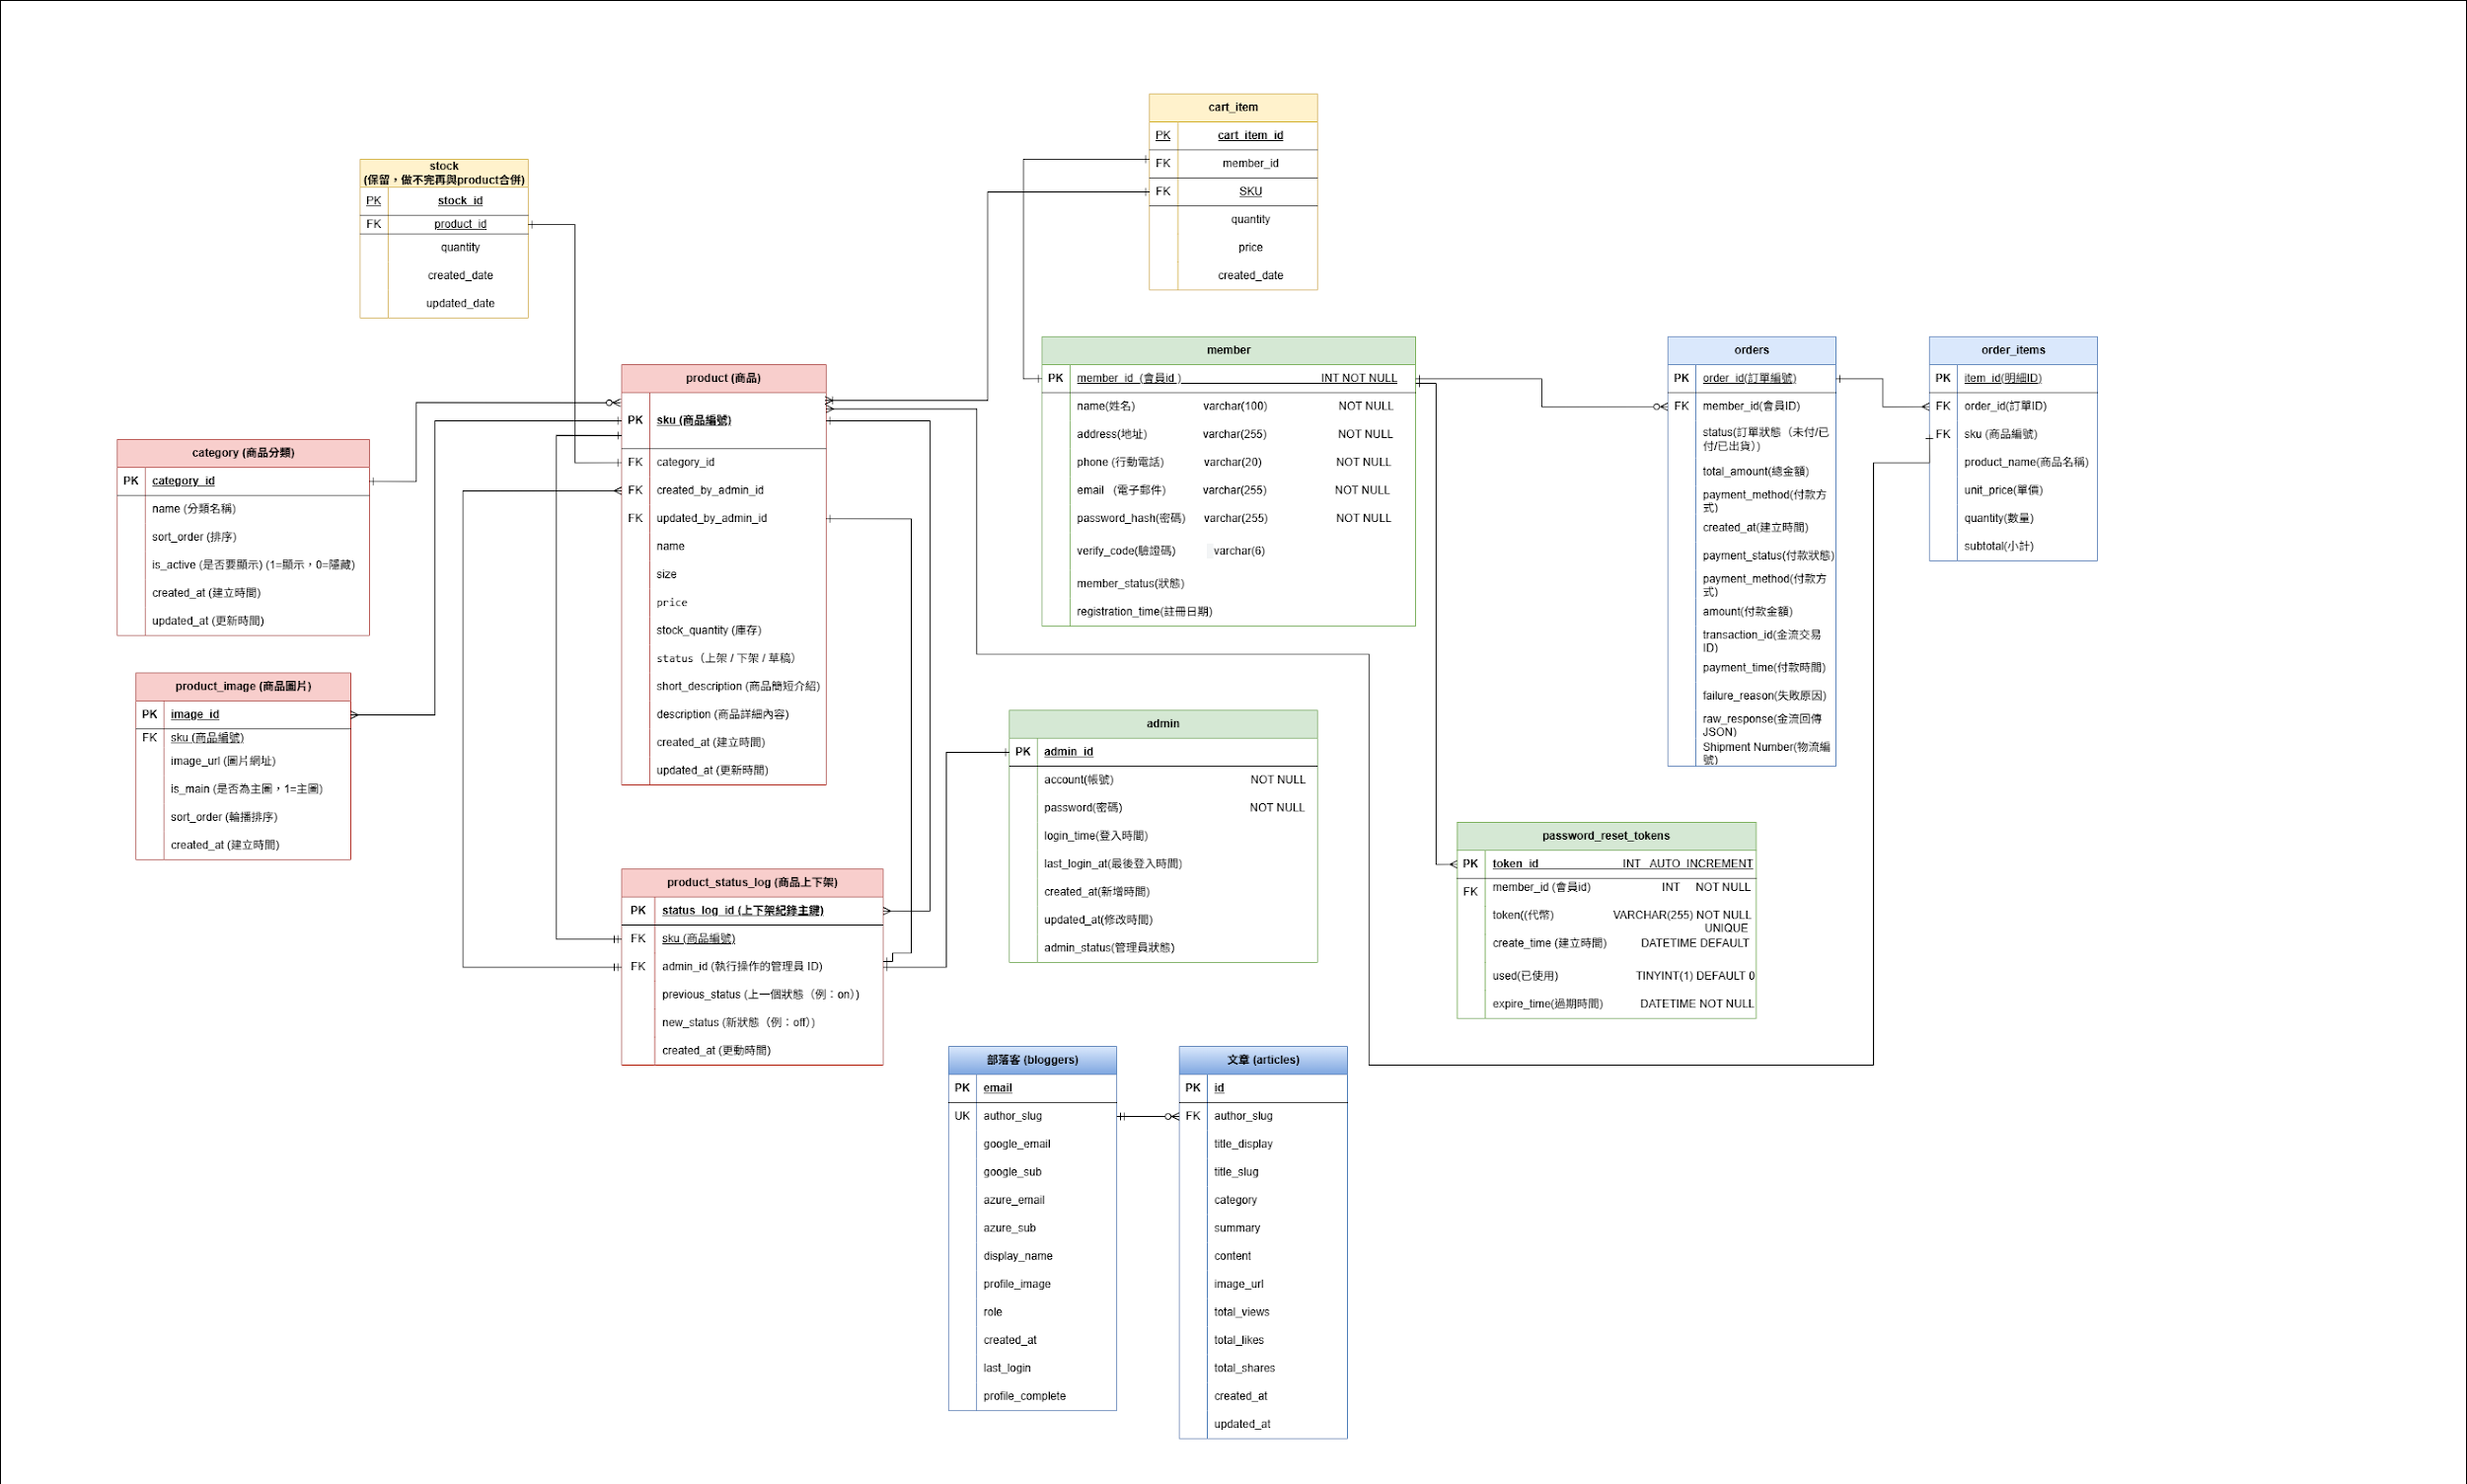 cart_item
PK cart_item_id
FK member_id
FK SKU
quantity
price
created_date
stock
(保留，做不完再與product合併)
PK stock_id
FK product_id
quantity
created_date
updated_date
product (商品)
PK sku (商品編號)
FK category_id
FK created_by_admin_id
FK updated_by_admin_id
name
size
price
stock_quantity (庫存)
status（上架 / 下架 / 草稿）
short_description (商品簡短介紹)
description (商品詳細內容)
created_at (建立時間)
updated_at (更新時間)
category (商品分類)
PK category_id
name (分類名稱)
sort_order (排序)
is_active (是否要顯示) (1=顯示，0=隱藏)
created_at (建立時間)
updated_at (更新時間)
product_image (商品圖片)
PK image_id
FK sku (商品編號)
image_url (圖片網址)
is_main (是否為主圖，1=主圖)
sort_order (輪播排序)
created_at (建立時間)
product_status_log (商品上下架)
PK status_log_id (上下架紀錄主鍵)
FK sku (商品編號)
FK admin_id (執行操作的管理員 ID)
previous_status (上一個狀態（例：on）)
new_status (新狀態（例：off）)
created_at (更動時間)
member
PK member_id (會員id ) INT NOT NULL
name(姓名) varchar(100) NOT NULL
address(地址) varchar(255) NOT NULL
phone (行動電話) varchar(20) NOT NULL
email (電子郵件) varchar(255) NOT NULL
password_hash(密碼) varchar(255) NOT NULL
verify_code(驗證碼) varchar(6)
member_status(狀態)
registration_time(註冊日期)
admin
PK admin_id
account(帳號) NOT NULL
password(密碼) NOT NULL
login_time(登入時間)
last_login_at(最後登入時間)
created_at(新增時間)
updated_at(修改時間)
admin_status(管理員狀態)
orders
PK order_id(訂單編號)
FK member_id(會員ID)
status(訂單狀態（未付/已
付/已出貨）)
total_amount(總金額)
payment_method(付款方
式)
created_at(建立時間)
payment_status(付款狀態)
payment_method(付款方
式)
amount(付款金額)
transaction_id(金流交易
ID)
payment_time(付款時間)
failure_reason(失敗原因)
raw_response(金流回傳
JSON)
Shipment Number(物流編
號)
order_items
PK item_id(明細ID)
FK order_id(訂單ID)
FK sku (商品編號)
product_name(商品名稱)
unit_price(單價)
quantity(數量)
subtotal(小計)
password_reset_tokens
PK token_id INT AUTO_INCREMENT
FK member_id (會員id) INT NOT NULL
token((代幣) VARCHAR(255) NOT NULL
UNIQUE
create_time (建立時間) DATETIME DEFAULT
used(已使用) TINYINT(1) DEFAULT 0
expire_time(過期時間) DATETIME NOT NULL
部落客 (bloggers)
PK email
UK author_slug
google_email
google_sub
azure_email
azure_sub
display_name
profile_image
role
created_at
last_login
profile_complete
文章 (articles)
PK id
FK author_slug
title_display
title_slug
category
summary
content
image_url
total_views
total_likes
total_shares
created_at
updated_at